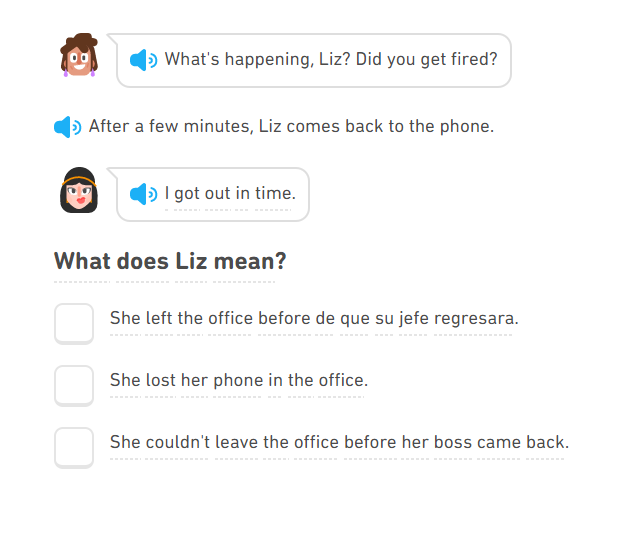 What's happening, Liz? Did you get fired?
After a few minutes, Liz comes back to the phone.
I got out in time.
What does Liz mean?
She left the office before de que su jefe regresara.
She lost her phone in the office.
She couldn't leave the office before her boss came back.